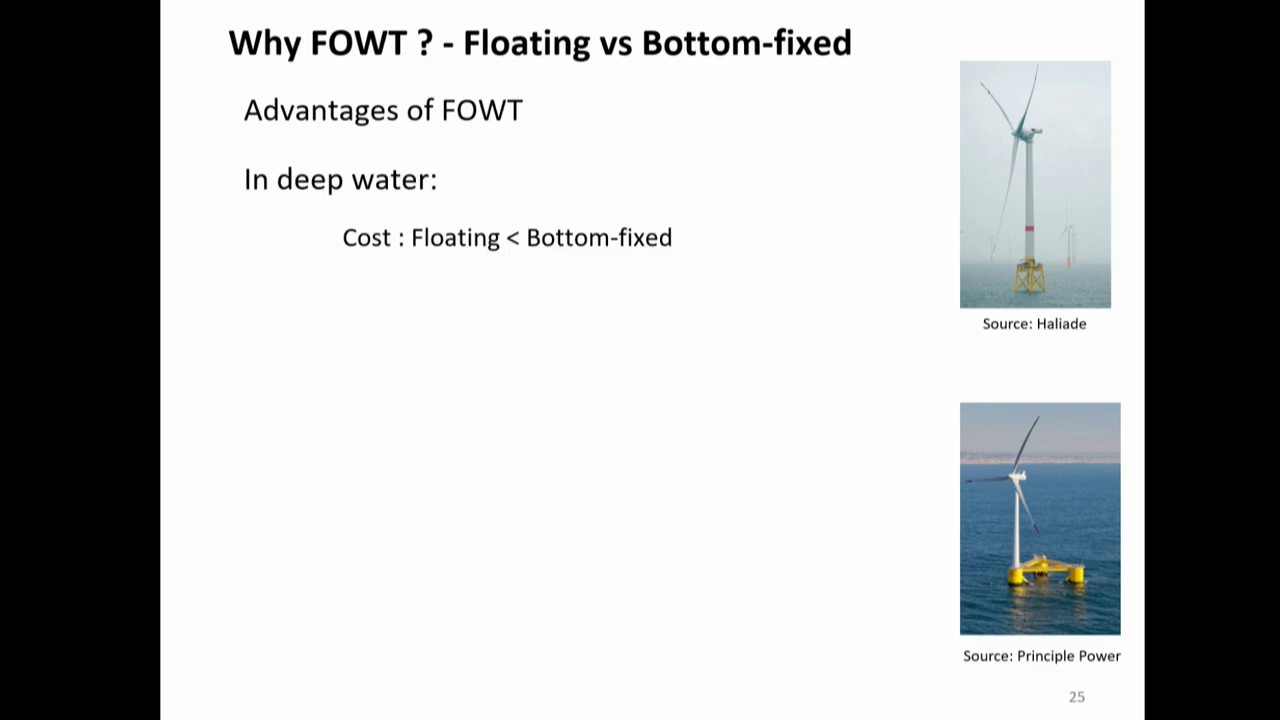 Why FOWT ? - Floating vs Bottom-fixed
Advantages of FOWT
In deep water:
Cost : Floating < Bottom-fixed
Source: Haliade
Source: Principle Power
25